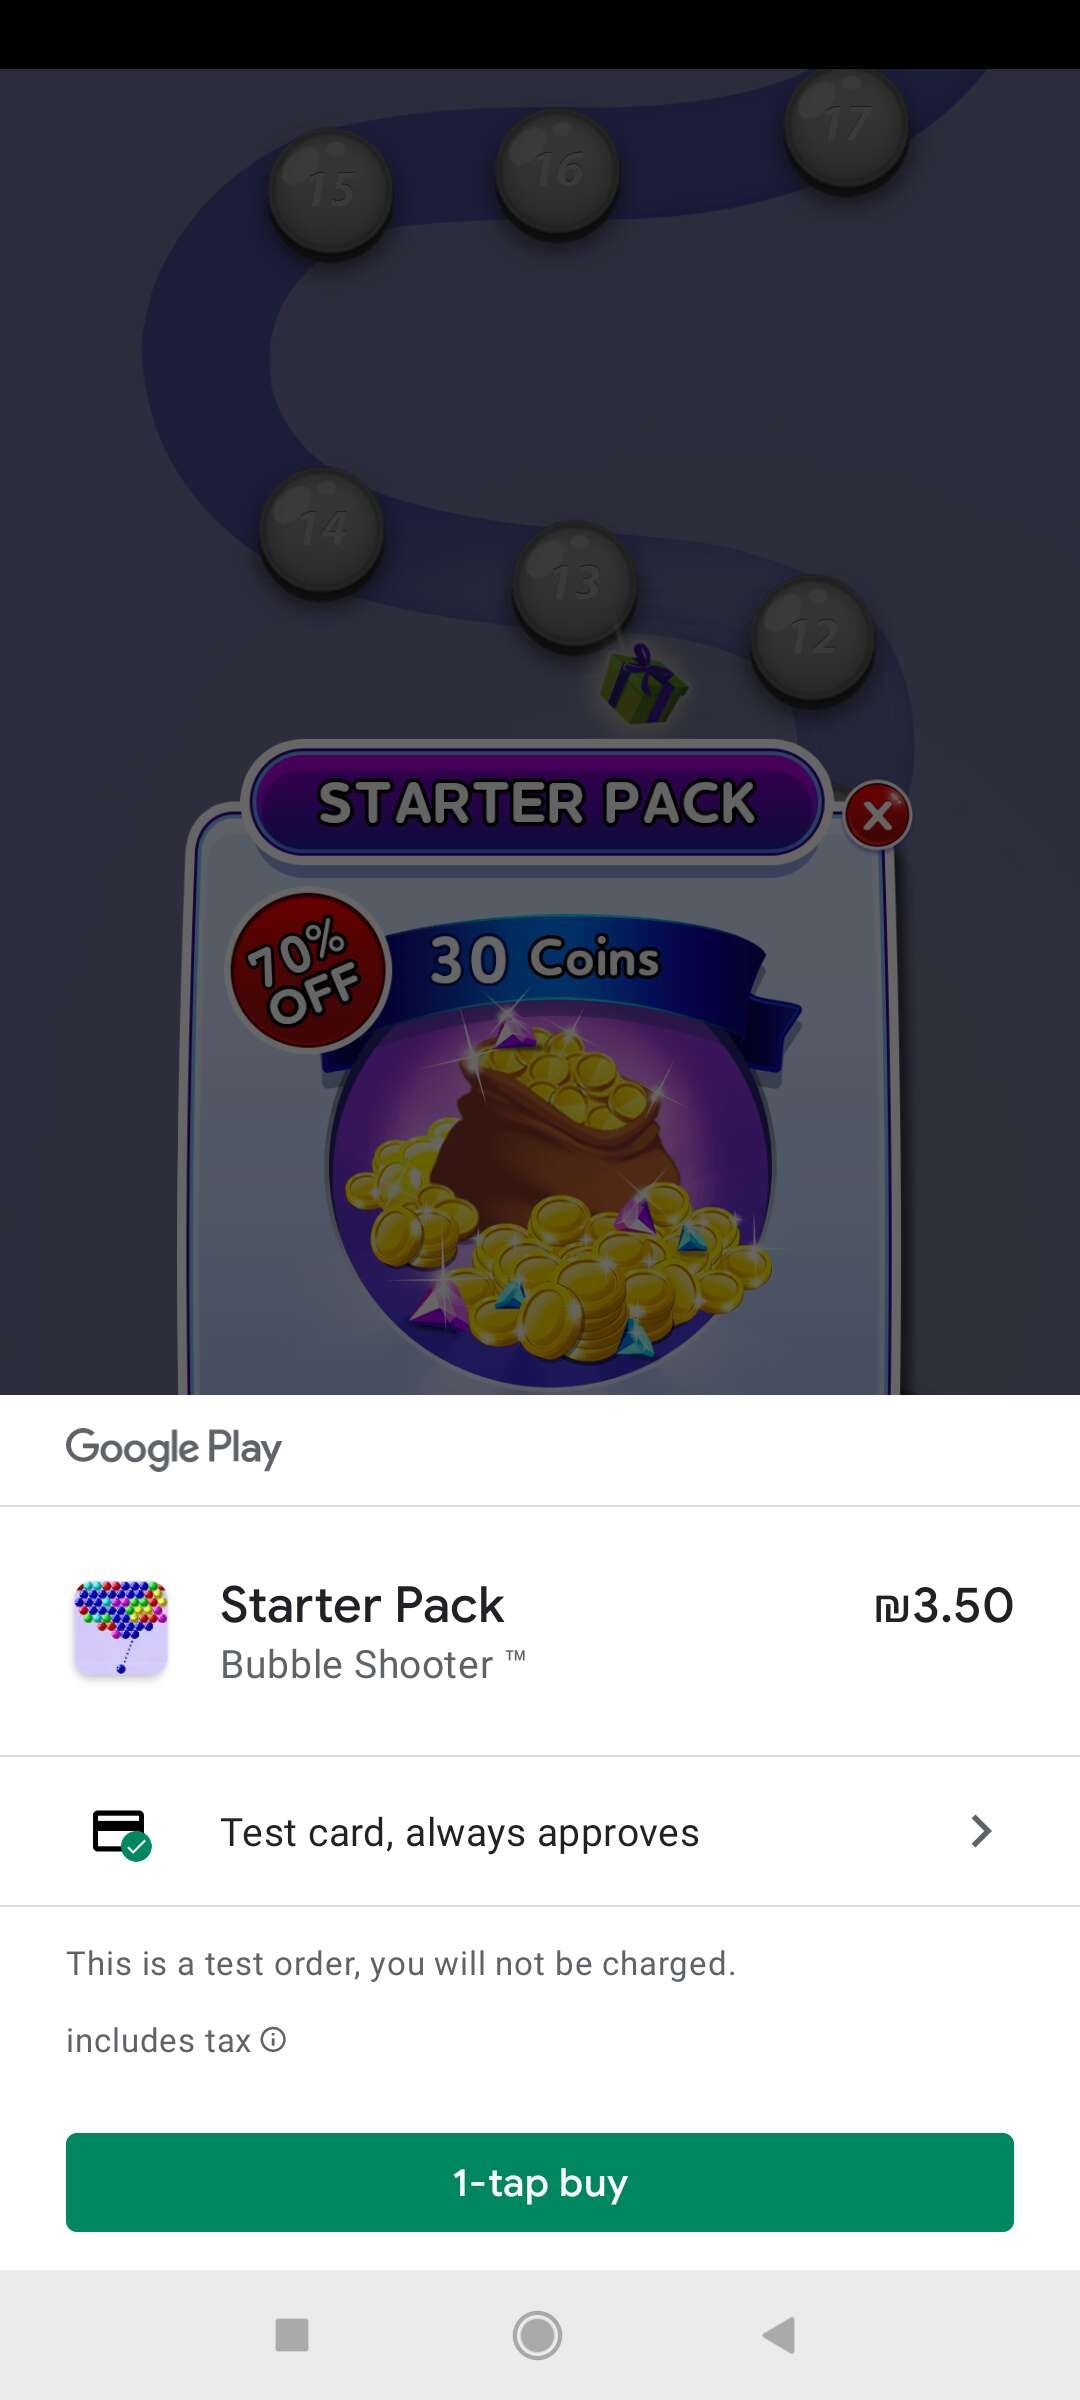 15
16
17
14
13
12
STARTER PACK
X
70%
OFF
30 Coins
Google Play
Starter Pack
₪3.50
Bubble Shooter ™
Test card, always approves
This is a test order, you will not be charged.
includes tax
1-tap buy